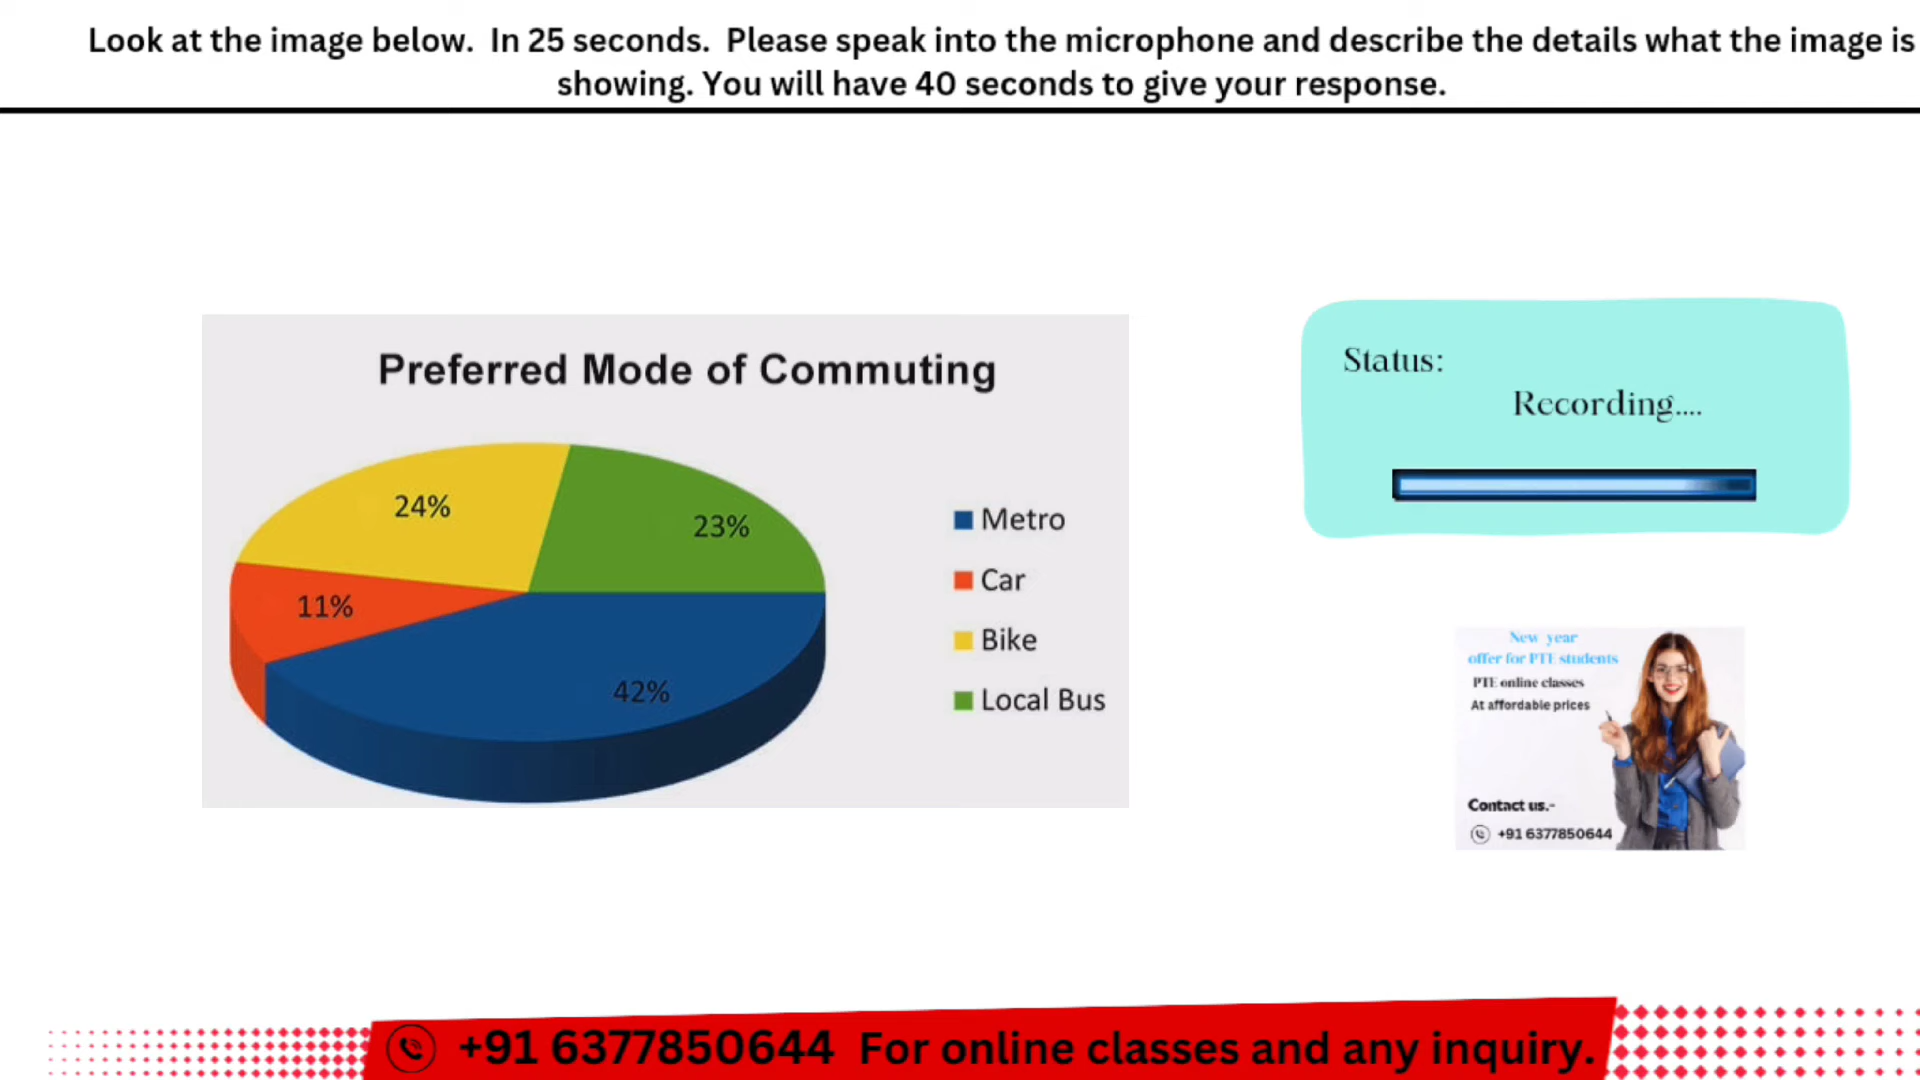 Look at the image below. In 25 seconds. Please speak into the microphone and describe the details what the image is
showing. You will have 40 seconds to give your response.
Preferred Mode of Commuting
24%
23%
11%
42%
Metro
Car
Bike
Local Bus
Status:
Recording....
New year
offer for PTE students
PTE online classes
At affordable prices
Contact us.-
+91 6377850644
+91 6377850644 For online classes and any inquiry.